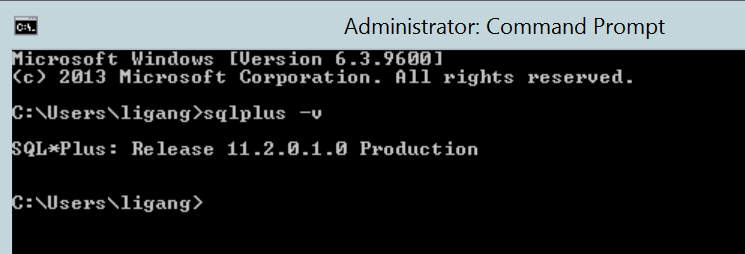 Administrator: Command Prompt
Microsoft Windows [Version 6.3.9600]
(c) 2013 Microsoft Corporation. All rights reserved.
C:\Users\ligang>sqlplus -v
SQL*Plus: Release 11.2.0.1.0 Production
C:\Users\ligang>